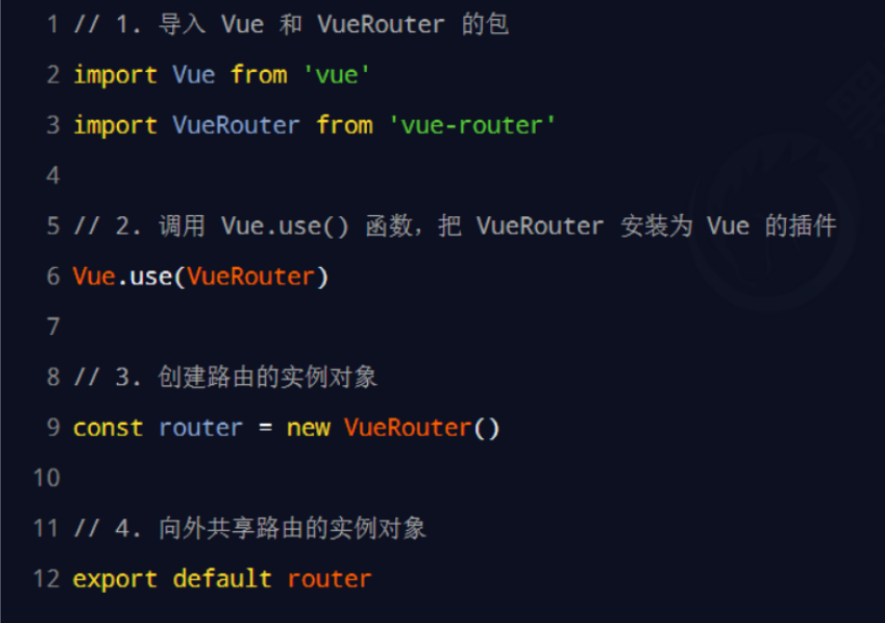 1 // 1. 导入 Vue 和 VueRouter 的包
2 import Vue from 'vue'
3 import VueRouter from 'vue-router'
4
5 // 2. 调用 Vue.use() 函数，把 VueRouter 安装为 Vue 的插件
6 Vue.use(VueRouter)
7
8 // 3. 创建路由的实例对象
9 const router = new VueRouter()
10
11 // 4. 向外共享路由的实例对象
12 export default router